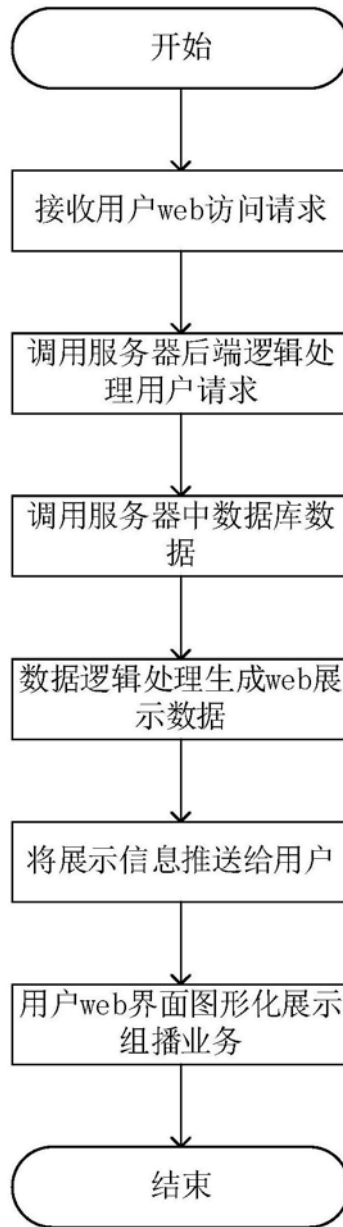 开始
接收用户web访问请求
调用服务器后端逻辑处
理用户请求
调用服务器中数据库数
据
数据逻辑处理生成web展
示数据
将展示信息推送给用户
用户web界面图形化展示
组播业务
结束